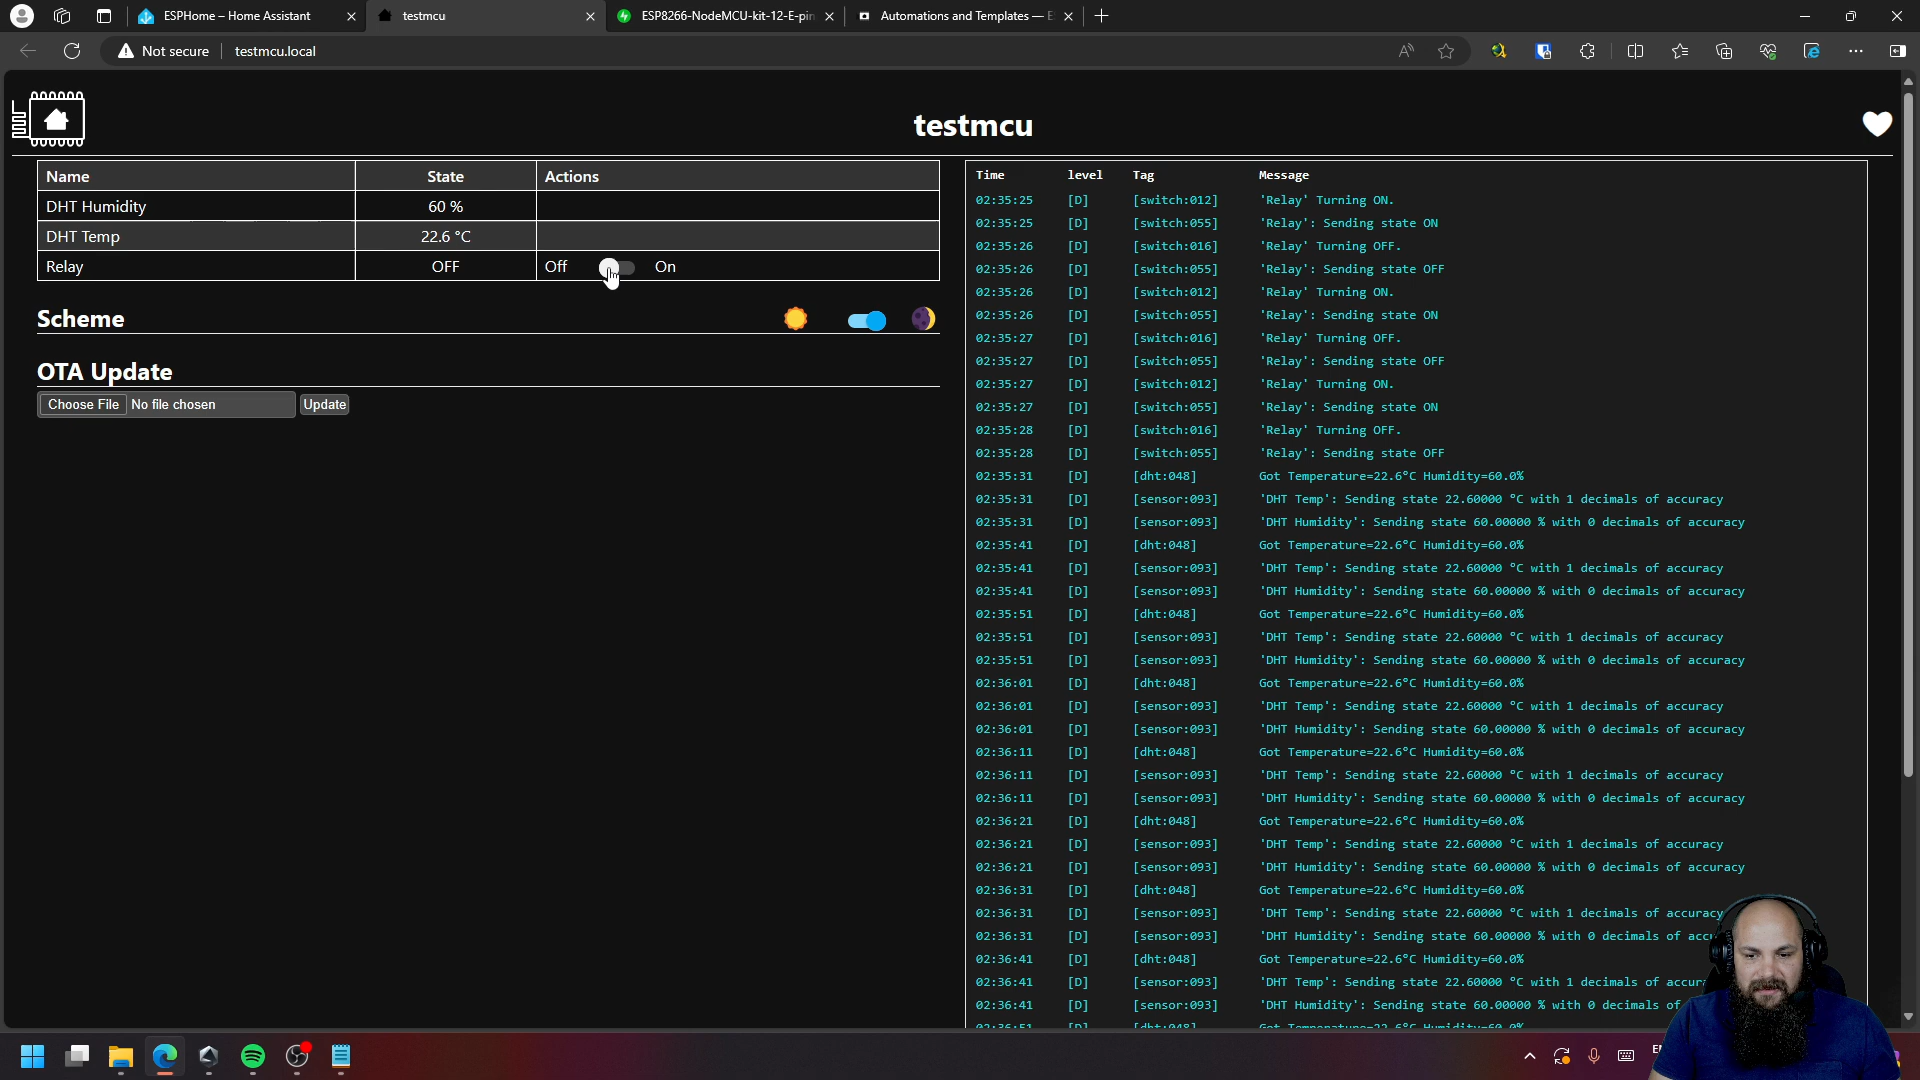 ESPHome – Home Assistant
testmcu
ESP8266-NodeMCU-kit-12-E-pin
Automations and Templates — E
Not secure
testmcu.local
testmcu
Name State Actions
DHT Humidity 60 %
DHT Temp 22.6 °C
Relay OFF Off On
Scheme
OTA Update
Choose File No file chosen Update
Time level Tag Message
02:35:25 [D] [switch:012] 'Relay' Turning ON.
02:35:25 [D] [switch:055] 'Relay': Sending state ON
02:35:26 [D] [switch:016] 'Relay' Turning OFF.
02:35:26 [D] [switch:055] 'Relay': Sending state OFF
02:35:26 [D] [switch:012] 'Relay' Turning ON.
02:35:26 [D] [switch:055] 'Relay': Sending state ON
02:35:27 [D] [switch:016] 'Relay' Turning OFF.
02:35:27 [D] [switch:055] 'Relay': Sending state OFF
02:35:27 [D] [switch:012] 'Relay' Turning ON.
02:35:27 [D] [switch:055] 'Relay': Sending state ON
02:35:28 [D] [switch:016] 'Relay' Turning OFF.
02:35:28 [D] [switch:055] 'Relay': Sending state OFF
02:35:31 [D] [dht:048] Got Temperature=22.6°C Humidity=60.0%
02:35:31 [D] [sensor:093] 'DHT Temp': Sending state 22.60000 °C with 1 decimals of accuracy
02:35:31 [D] [sensor:093] 'DHT Humidity': Sending state 60.00000 % with 0 decimals of accuracy
02:35:41 [D] [dht:048] Got Temperature=22.6°C Humidity=60.0%
02:35:41 [D] [sensor:093] 'DHT Temp': Sending state 22.60000 °C with 1 decimals of accuracy
02:35:41 [D] [sensor:093] 'DHT Humidity': Sending state 60.00000 % with 0 decimals of accuracy
02:35:51 [D] [dht:048] Got Temperature=22.6°C Humidity=60.0%
02:35:51 [D] [sensor:093] 'DHT Temp': Sending state 22.60000 °C with 1 decimals of accuracy
02:35:51 [D] [sensor:093] 'DHT Humidity': Sending state 60.00000 % with 0 decimals of accuracy
02:36:01 [D] [dht:048] Got Temperature=22.6°C Humidity=60.0%
02:36:01 [D] [sensor:093] 'DHT Temp': Sending state 22.60000 °C with 1 decimals of accuracy
02:36:01 [D] [sensor:093] 'DHT Humidity': Sending state 60.00000 % with 0 decimals of accuracy
02:36:11 [D] [dht:048] Got Temperature=22.6°C Humidity=60.0%
02:36:11 [D] [sensor:093] 'DHT Temp': Sending state 22.60000 °C with 1 decimals of accuracy
02:36:11 [D] [sensor:093] 'DHT Humidity': Sending state 60.00000 % with 0 decimals of accuracy
02:36:21 [D] [dht:048] Got Temperature=22.6°C Humidity=60.0%
02:36:21 [D] [sensor:093] 'DHT Temp': Sending state 22.60000 °C with 1 decimals of accuracy
02:36:21 [D] [sensor:093] 'DHT Humidity': Sending state 60.00000 % with 0 decimals of accuracy
02:36:31 [D] [dht:048] Got Temperature=22.6°C Humidity=60.0%
02:36:31 [D] [sensor:093] 'DHT Temp': Sending state 22.60000 °C with 1 decimals of accuracy
02:36:31 [D] [sensor:093] 'DHT Humidity': Sending state 60.00000 % with 0 decimals of accu
02:36:41 [D] [dht:048] Got Temperature=22.6°C Humidity=60.0%
02:36:41 [D] [sensor:093] 'DHT Temp': Sending state 22.60000 °C with 1 decimals of accura
02:36:41 [D] [sensor:093] 'DHT Humidity': Sending state 60.00000 % with 0 decimals of
02:36:51 [D] [dht:048] Got Temperature=22.6°C Humidity=60.0%